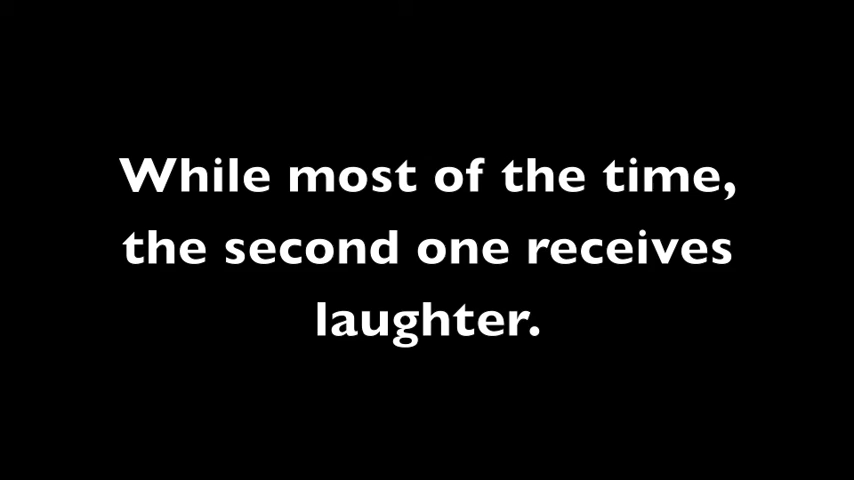 While most of the time,
the second one receives
laughter.